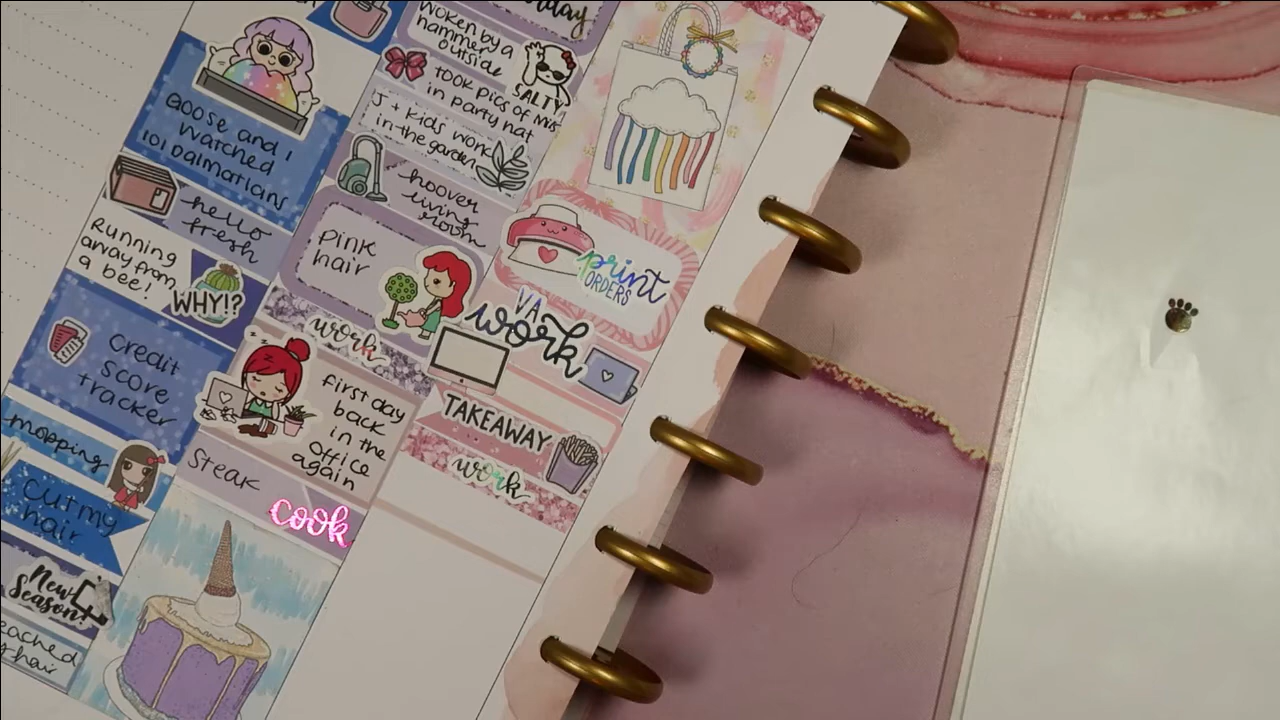 GOOSE and I
watched
101 Dalmatians
hello
fresh
Running
away from
a bee!
WHY!?
credit
score
tracker
mopping
cut my
hair
New
Season!
hair
woken by a
hammer
outside
SALTY
took pics of
in party hat
J + kids work
in the garden
hoover
living
room
pink
hair
work
first day
back
in the
office
again
Steak
cook
print
ORDERS
VA
work
TAKEAWAY
work